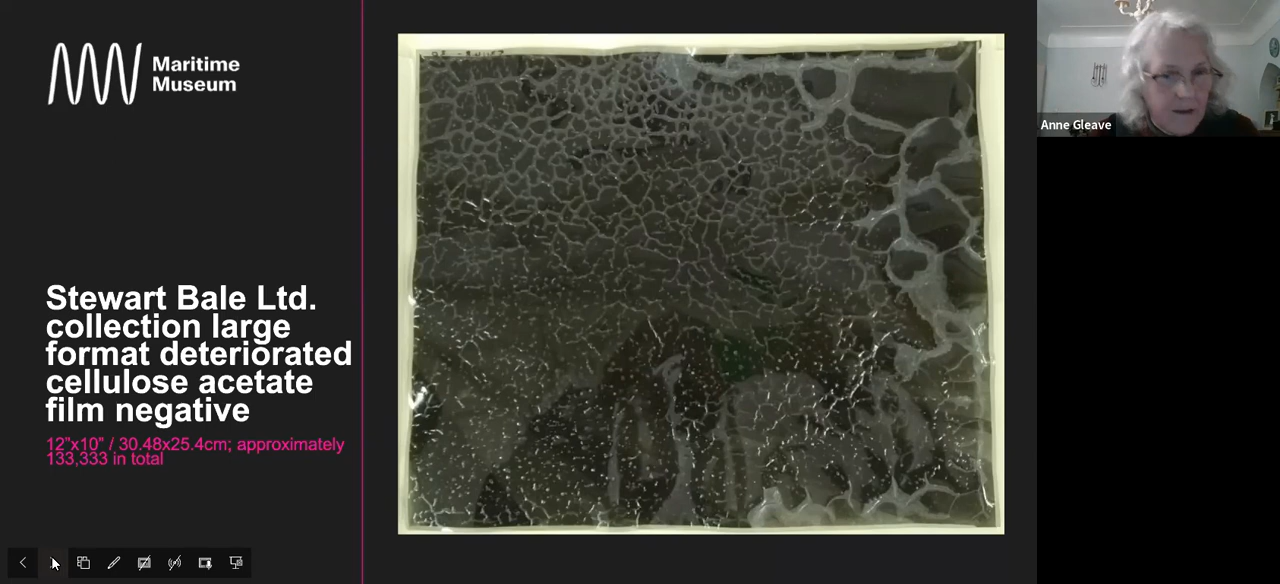 Maritime
Museum
Stewart Bale Ltd.
collection large
format deteriorated
cellulose acetate
film negative
12"x10" / 30.48x25.4cm; approximately
133,333 in total
Anne Gleave